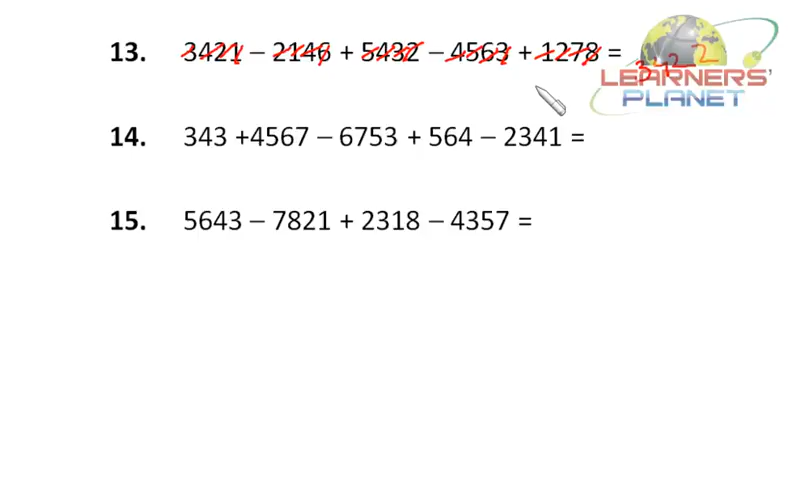 13. 3421 – 2146 + 5432 – 4563 + 1278 = 3422
LEARNERS'
PLANET
14. 343 +4567 – 6753 + 564 – 2341 =
15. 5643 – 7821 + 2318 – 4357 =